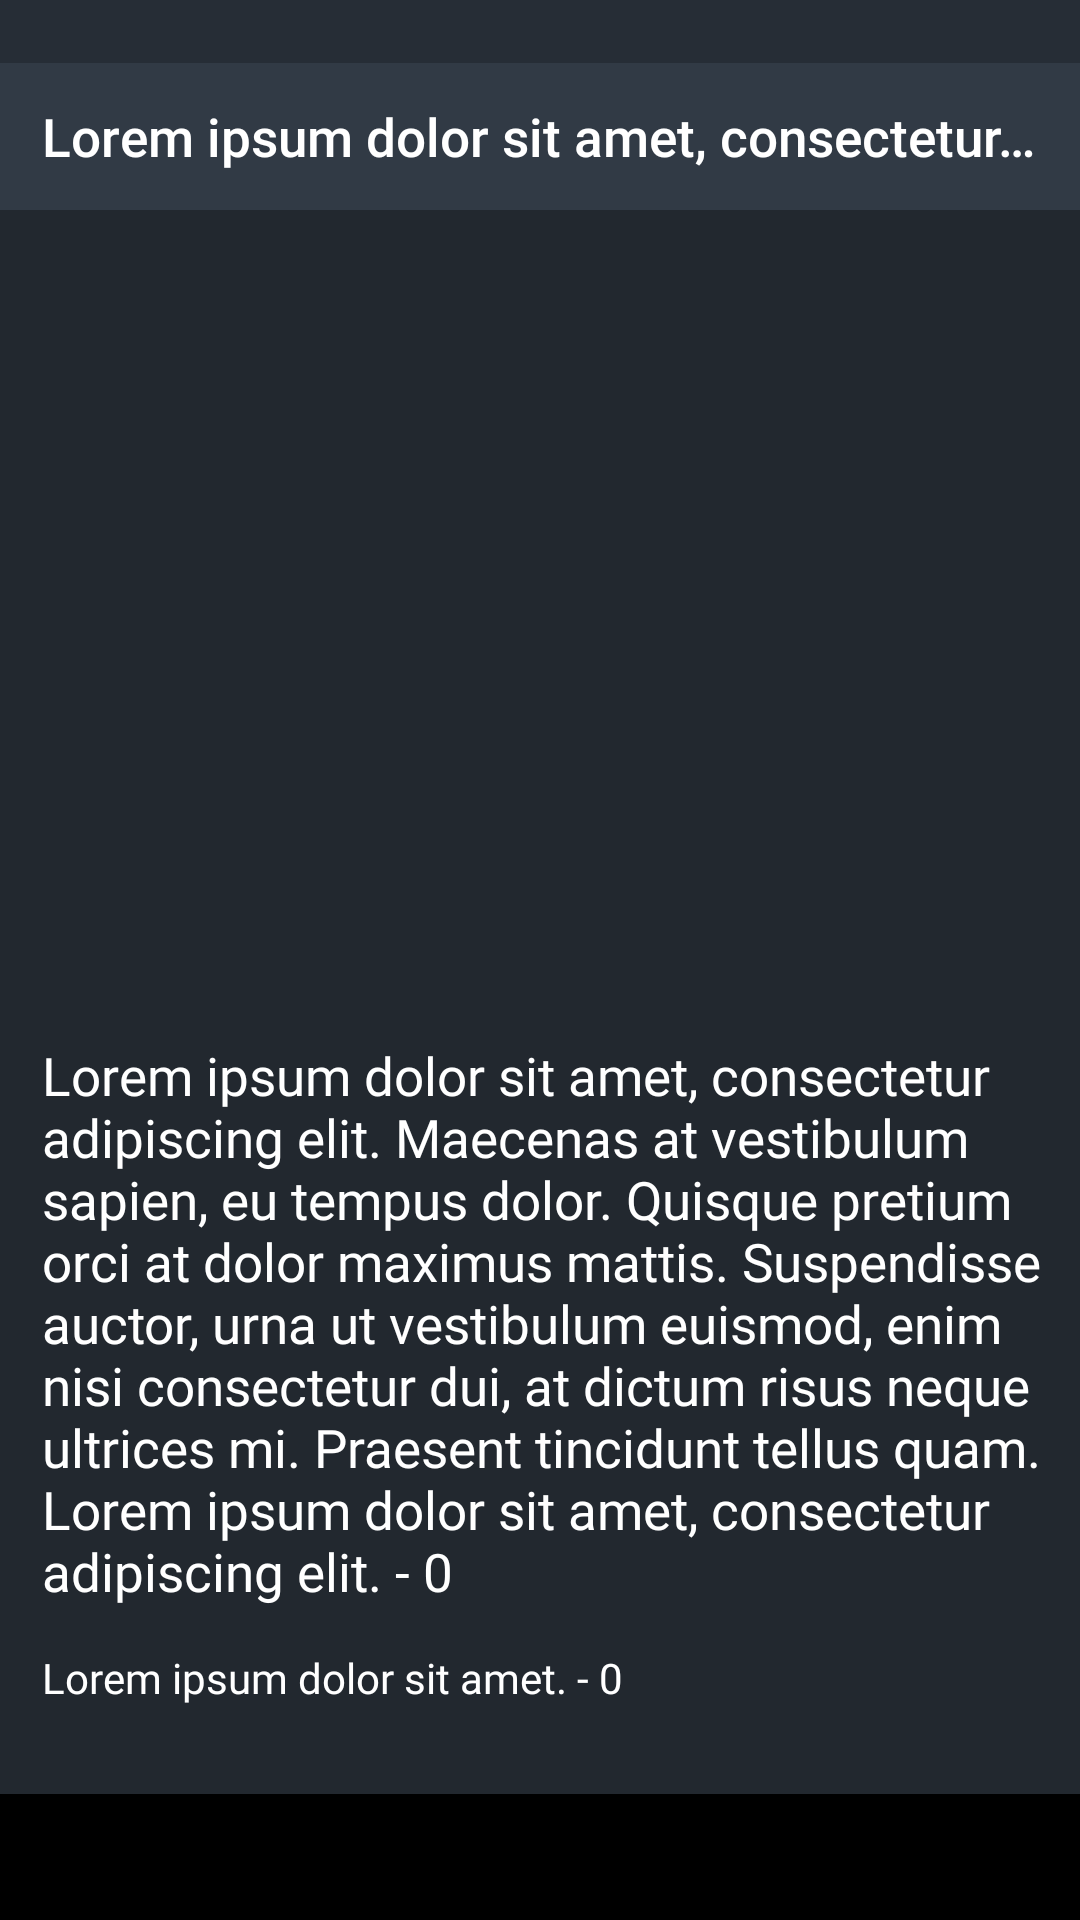 Lorem ipsum dolor sit amet, consectetur...
Lorem ipsum dolor sit amet, consectetur
adipiscing elit. Maecenas at vestibulum
sapien, eu tempus dolor. Quisque pretium
orci at dolor maximus mattis. Suspendisse
auctor, urna ut vestibulum euismod, enim
nisi consectetur dui, at dictum risus neque
ultrices mi. Praesent tincidunt tellus quam.
Lorem ipsum dolor sit amet, consectetur
adipiscing elit. - 0
Lorem ipsum dolor sit amet. - 0